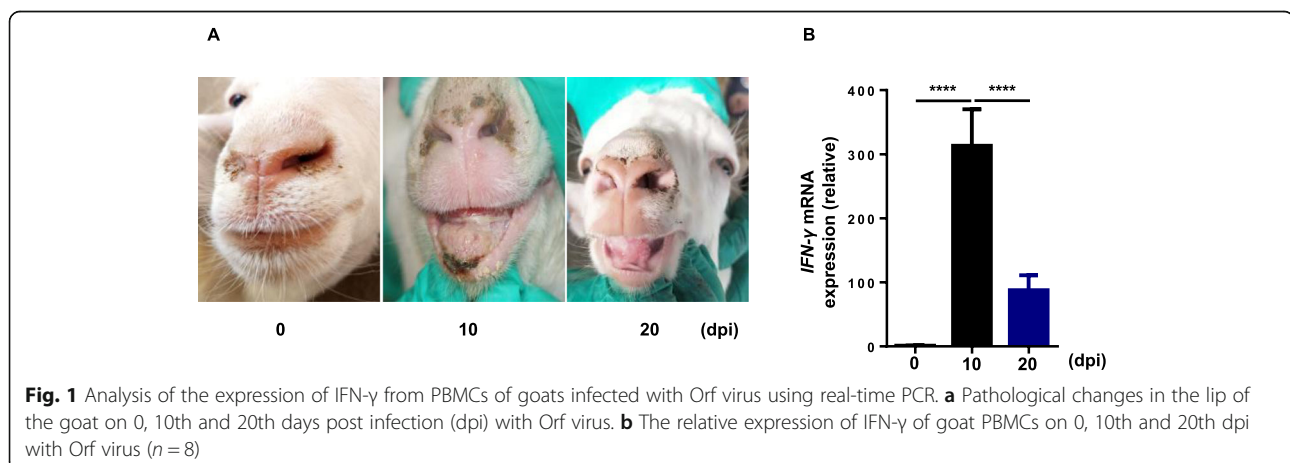 A
B
0
10
20
(dpi)
IFN-γ mRNA
expression (relative)
400
300
200
100
0
****
****
0
10
20
(dpi)
Fig. 1 Analysis of the expression of IFN-γ from PBMCs of goats infected with Orf virus using real-time PCR. a Pathological changes in the lip of
the goat on 0, 10th and 20th days post infection (dpi) with Orf virus. b The relative expression of IFN-γ of goat PBMCs on 0, 10th and 20th dpi
with Orf virus (n = 8)